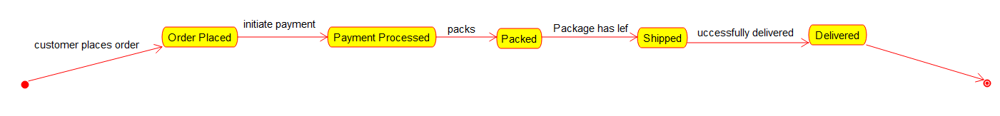 customer places order
Order Placed
initiate payment
Payment Processed
packs
Packed
Package has lef
Shipped
uccessfully delivered
Delivered